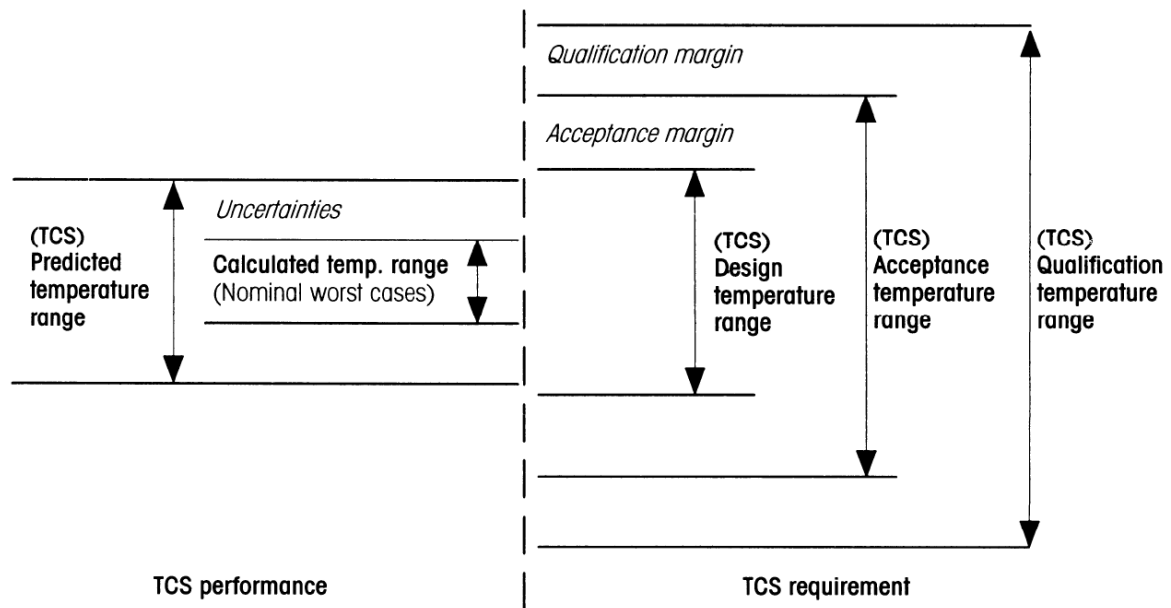 Qualification margin
Acceptance margin
Uncertainties
(TCS)
Predicted
temperature
range
Calculated temp. range
(Nominal worst cases)
(TCS)
Design
temperature
range
(TCS)
Acceptance
temperature
range
(TCS)
Qualification
temperature
range
TCS performance
TCS requirement